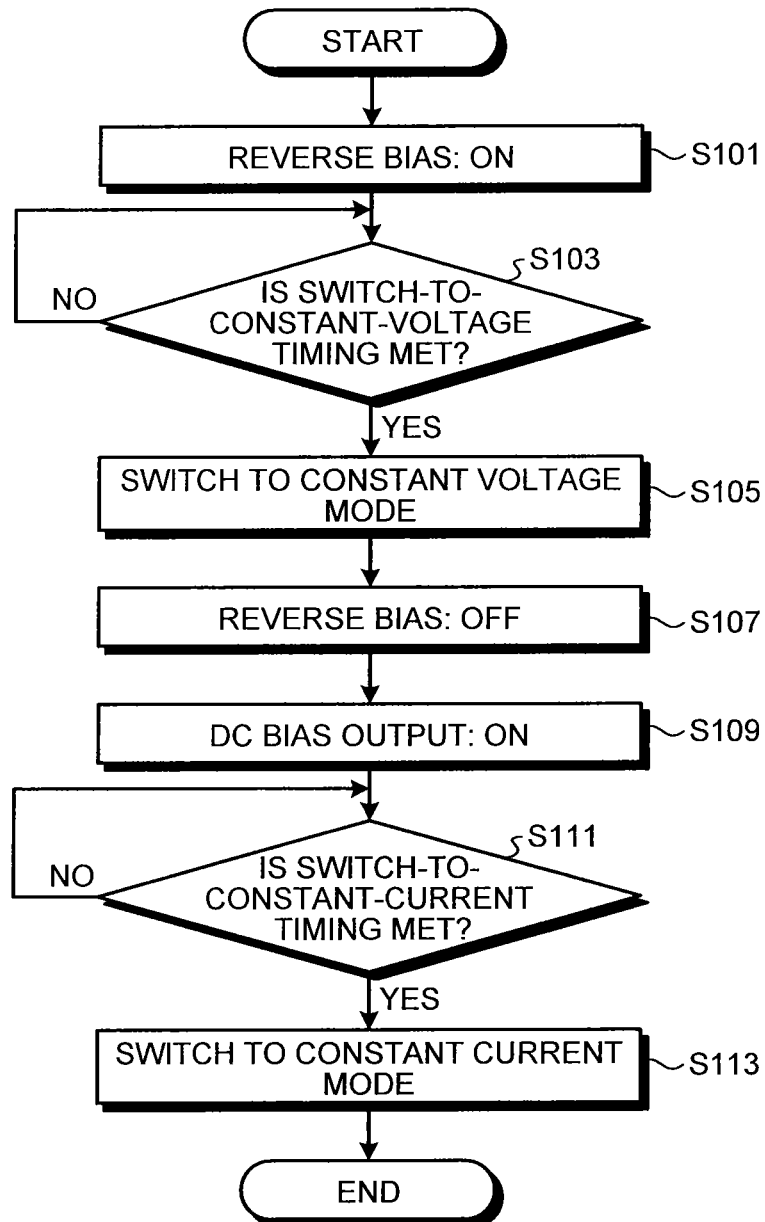 START
REVERSE BIAS: ON
S101
S103
IS SWITCH-TO-
CONSTANT-VOLTAGE
TIMING MET?
NO
YES
SWITCH TO CONSTANT VOLTAGE
MODE
S105
REVERSE BIAS: OFF
S107
DC BIAS OUTPUT: ON
S109
S111
IS SWITCH-TO-
CONSTANT-CURRENT
TIMING MET?
NO
YES
SWITCH TO CONSTANT CURRENT
MODE
S113
END